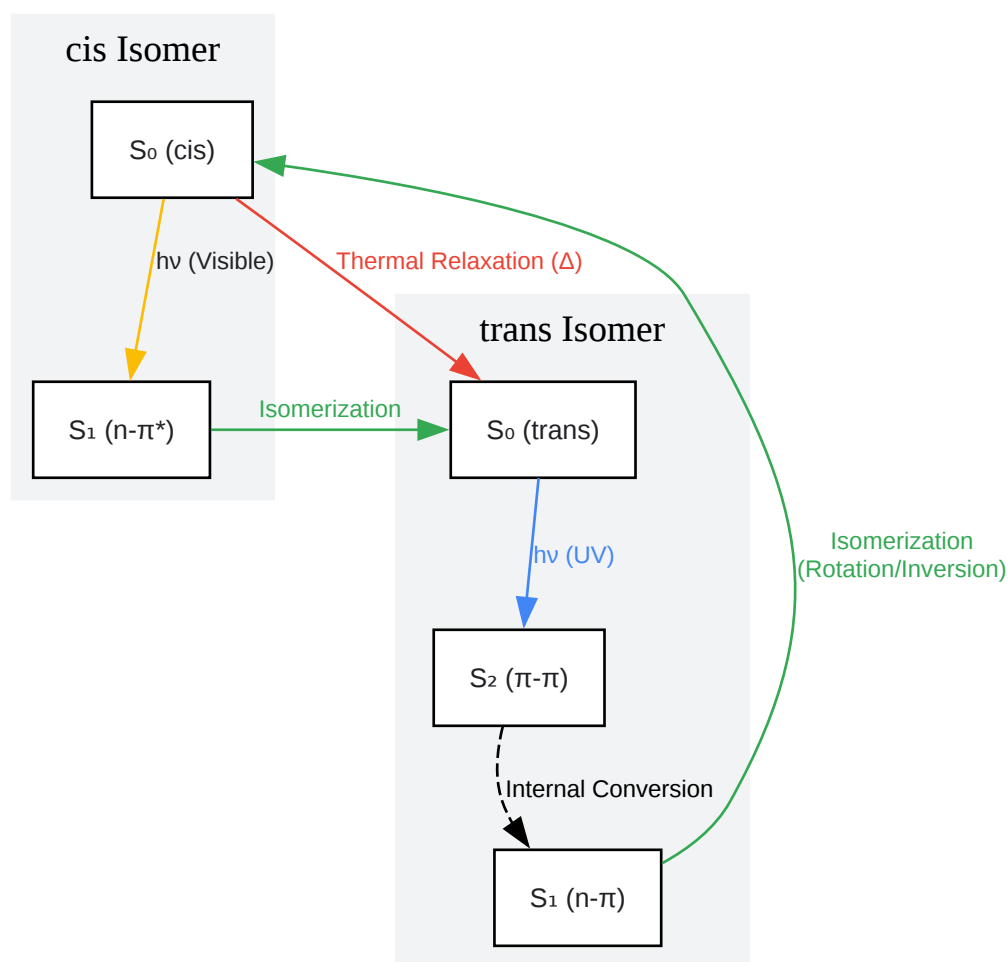 cis Isomer
S₀ (cis)
hν (Visible)
Thermal Relaxation (Δ)
trans Isomer
S₁ (n-π*)
Isomerization
S₀ (trans)
hν (UV)
Isomerization
(Rotation/Inversion)
S₂ (π-π)
Internal Conversion
S₁ (n-π)